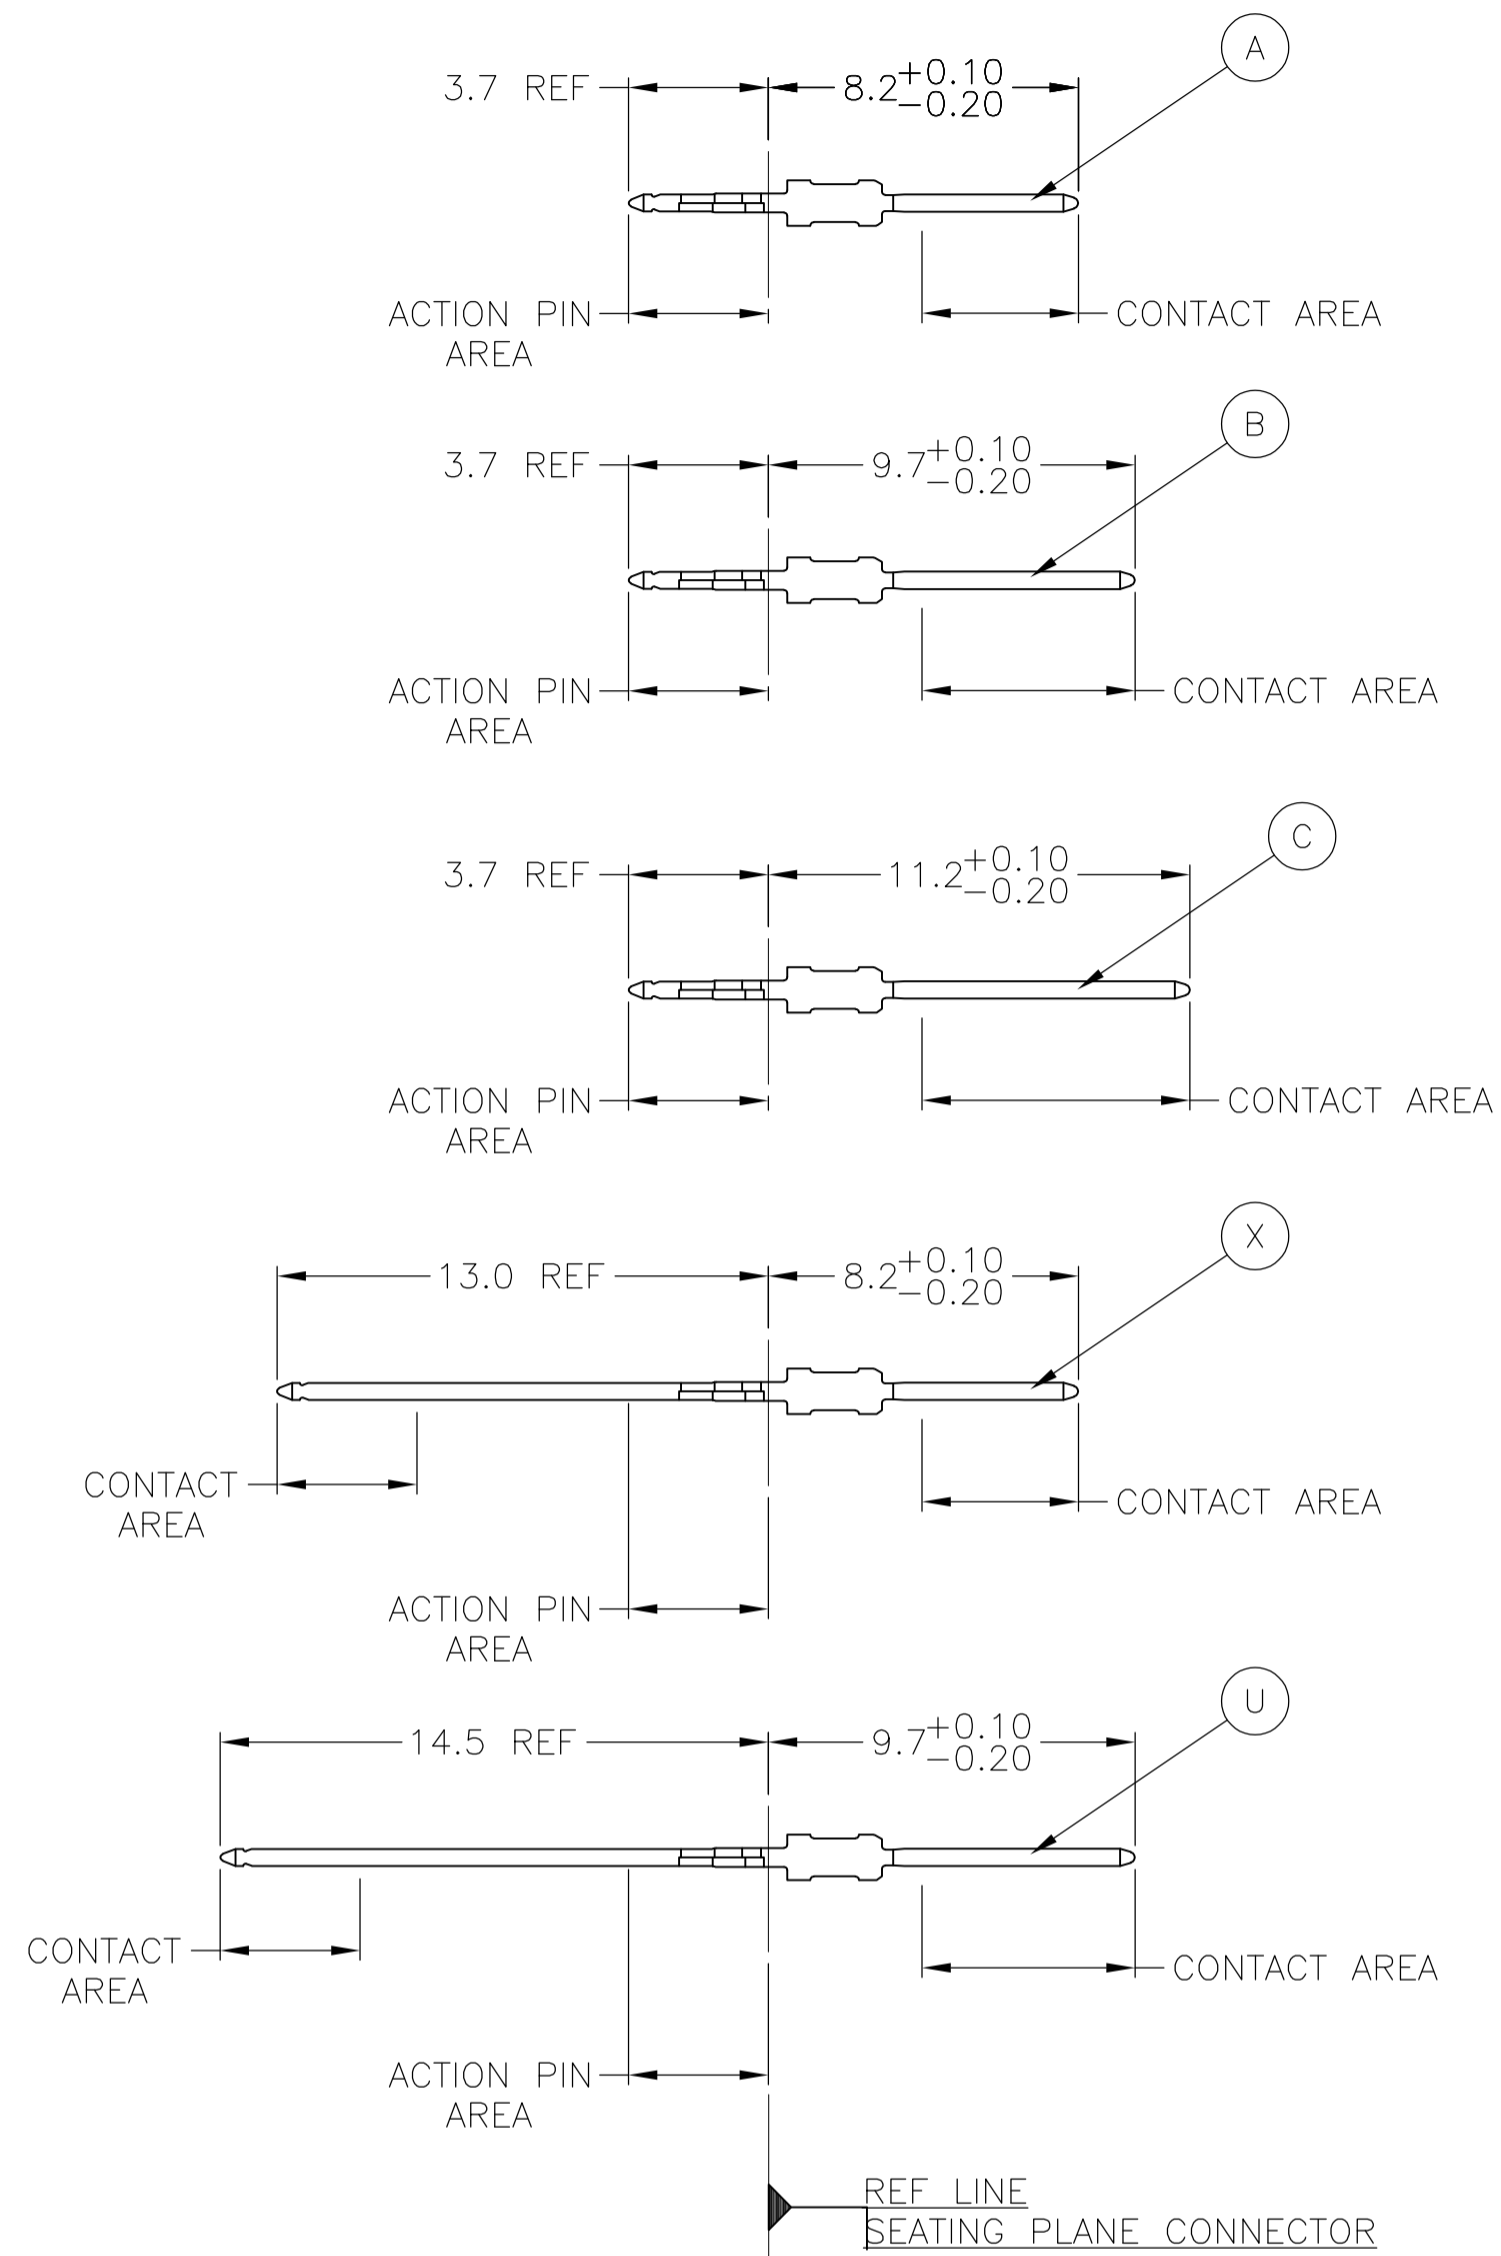 A
3.7 REF 8.2 +0.10
-0.20
ACTION PIN
AREA
CONTACT AREA
B
3.7 REF 9.7 +0.10
-0.20
ACTION PIN
AREA
CONTACT AREA
C
3.7 REF 11.2 +0.10
-0.20
ACTION PIN
AREA
CONTACT AREA
X
13.0 REF 8.2 +0.10
-0.20
CONTACT
AREA
CONTACT AREA
ACTION PIN
AREA
U
14.5 REF 9.7 +0.10
-0.20
CONTACT
AREA
CONTACT AREA
ACTION PIN
AREA
REF LINE
SEATING PLANE CONNECTOR